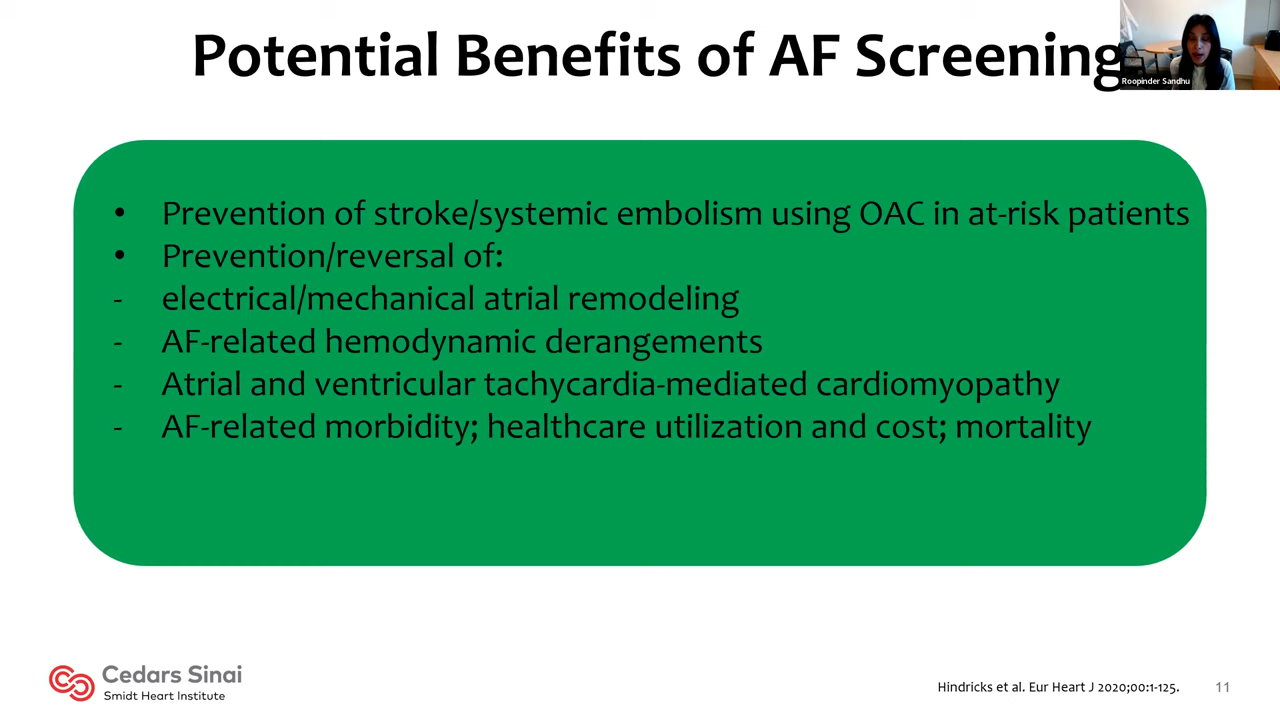 Potential Benefits of AF Screening
Roopinder Sandhu
• Prevention of stroke/systemic embolism using OAC in at-risk patients
• Prevention/reversal of:
- electrical/mechanical atrial remodeling
- AF-related hemodynamic derangements
- Atrial and ventricular tachycardia-mediated cardiomyopathy
- AF-related morbidity; healthcare utilization and cost; mortality
Cedars Sinai
Smidt Heart Institute
Hindricks et al. Eur Heart J 2020;00:1-125.
11